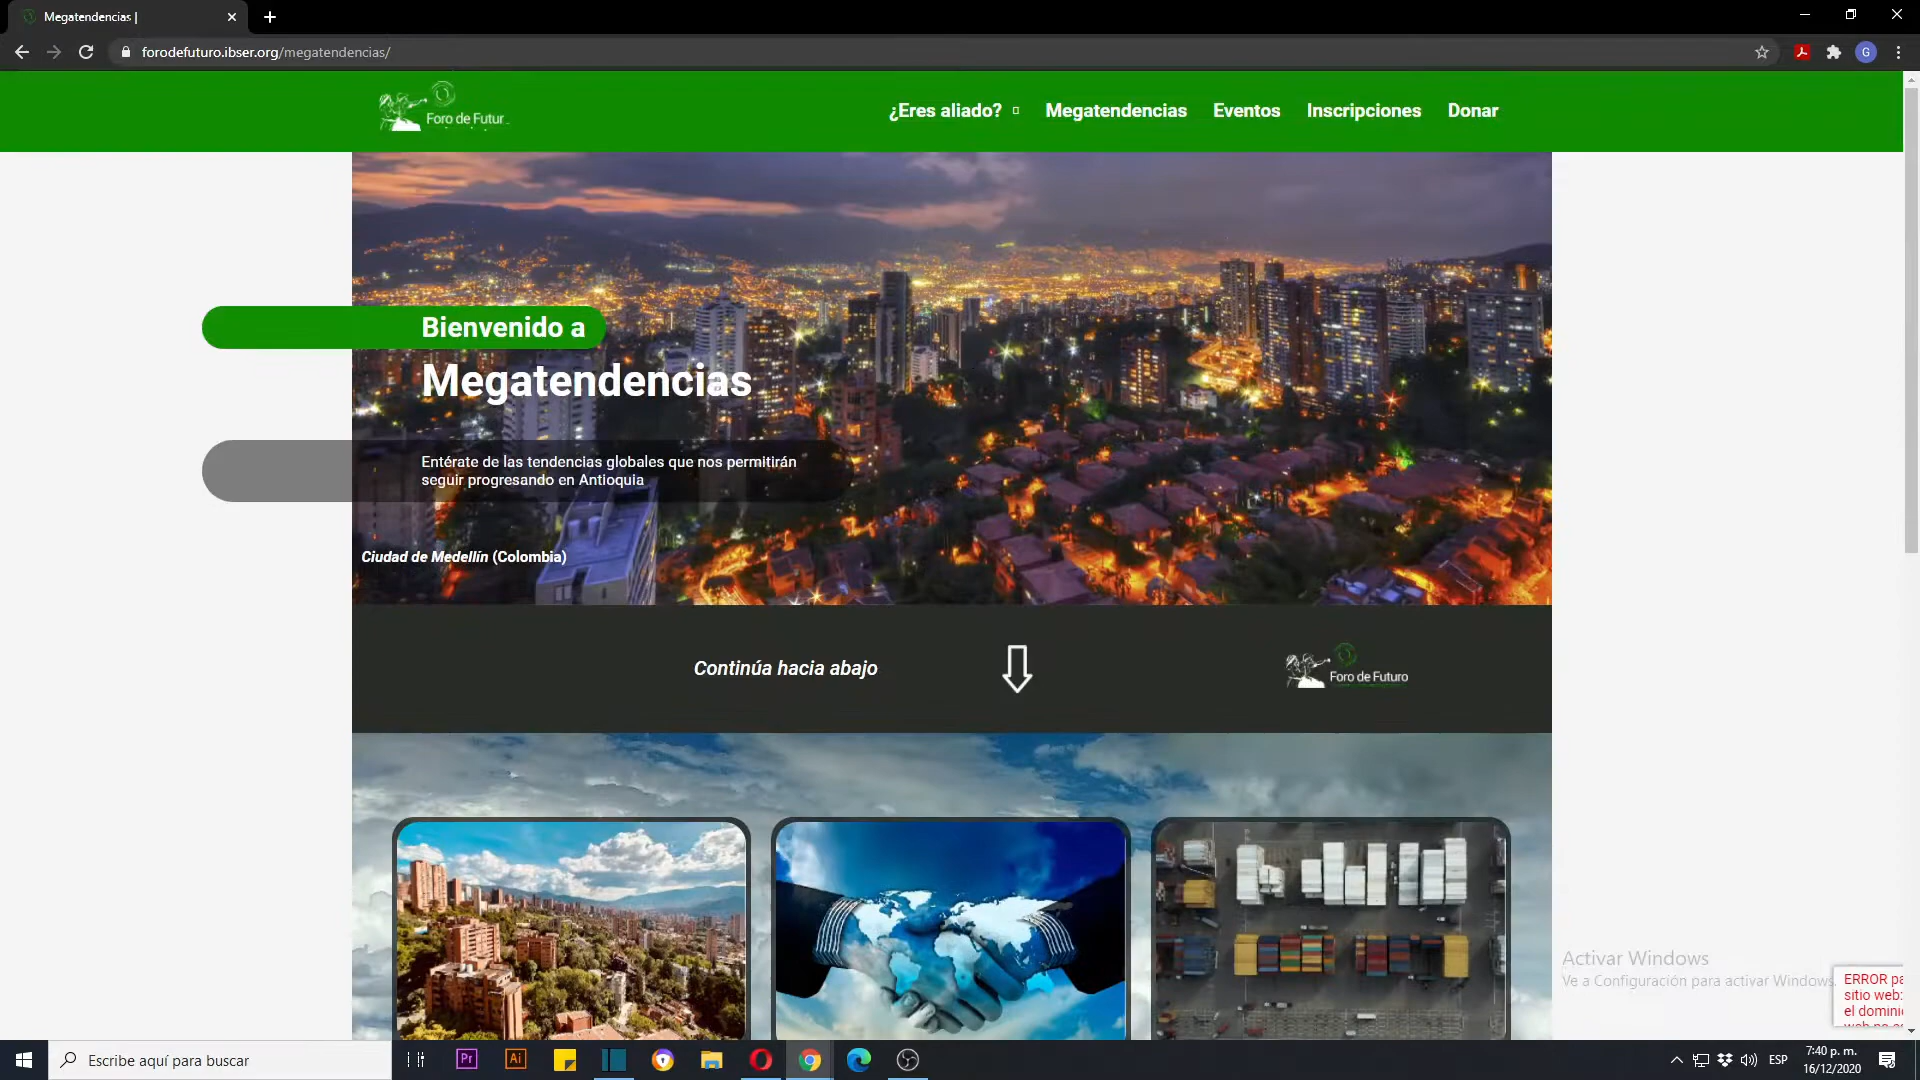 Megatendencias |
forodefuturo.ibser.org/megatendencias/
G
Foro de Futur
¿Eres aliado?
Megatendencias
Eventos
Inscripciones
Donar
Bienvenido a
Megatendencias
Entérate de las tendencias globales que nos permitirán
seguir progresando en Antioquia
Ciudad de Medellín (Colombia)
Continúa hacia abajo
Foro de Futuro
Activar Windows
Ve a Configuración para activar Windows.
ERROR pa
sitio web:
el domini
Escribe aquí para buscar
Pr
Ai
ESP
7:40 p. m.
16/12/2020